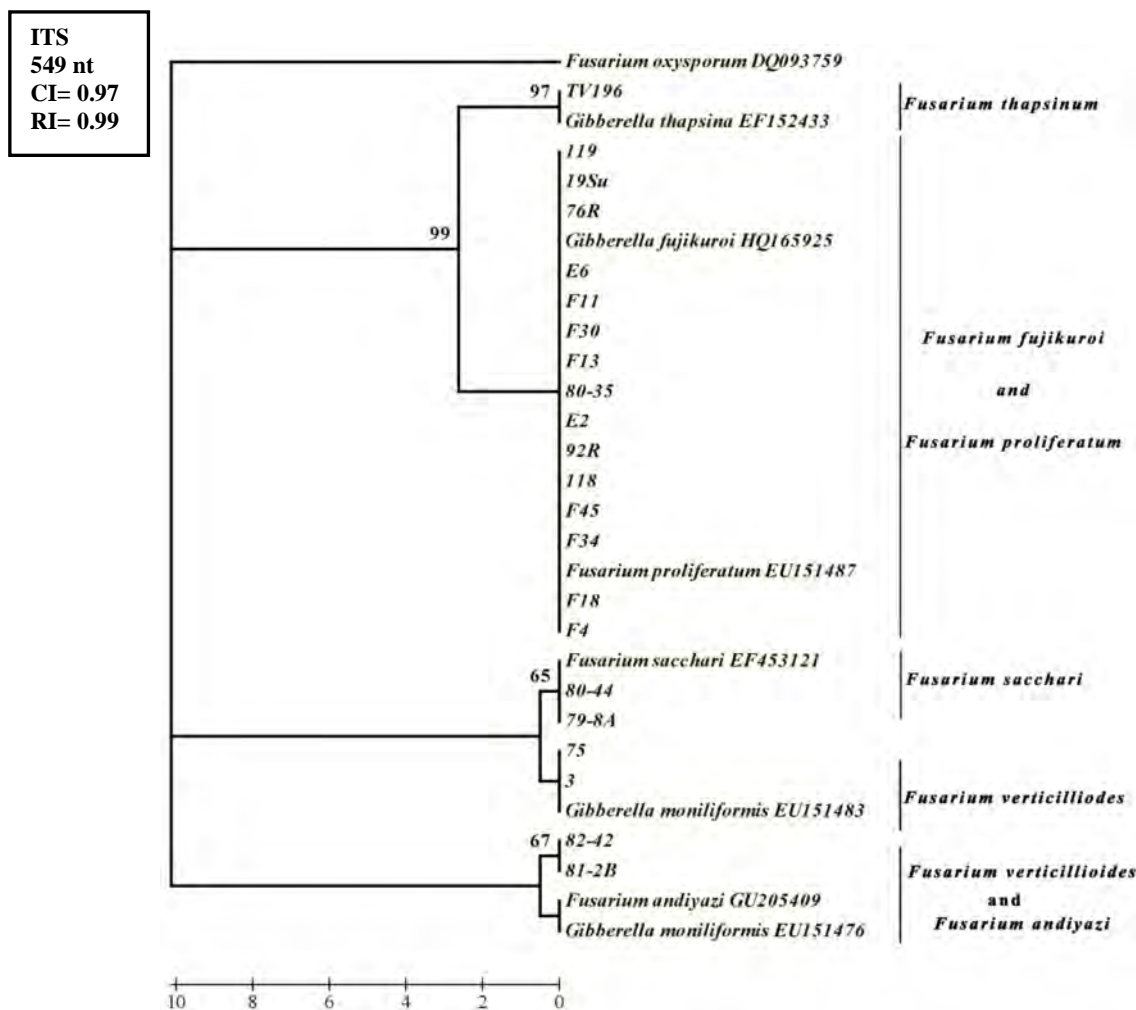 ITS
549 nt
CI= 0.97
RI= 0.99
Fusarium oxysporum DQ093759
97
TV196
Gibberella thapsina EF152433
Fusarium thapsinum
119
19Su
76R
99
Gibberella fujikuroi HQ165925
E6
F11
F30
F13
80-35
E2
92R
118
F45
F34
Fusarium proliferatum EU151487
F18
F4
Fusarium fujikuroi
and
Fusarium proliferatum
65
Fusarium sacchari EF453121
80-44
79-8A
Fusarium sacchari
75
3
Gibberella moniliformis EU151483
Fusarium verticilliodes
67
82-42
81-2B
Fusarium andiyazi GU205409
Gibberella moniliformis EU151476
Fusarium verticillioides
and
Fusarium andiyazi
10 8 6 4 2 0